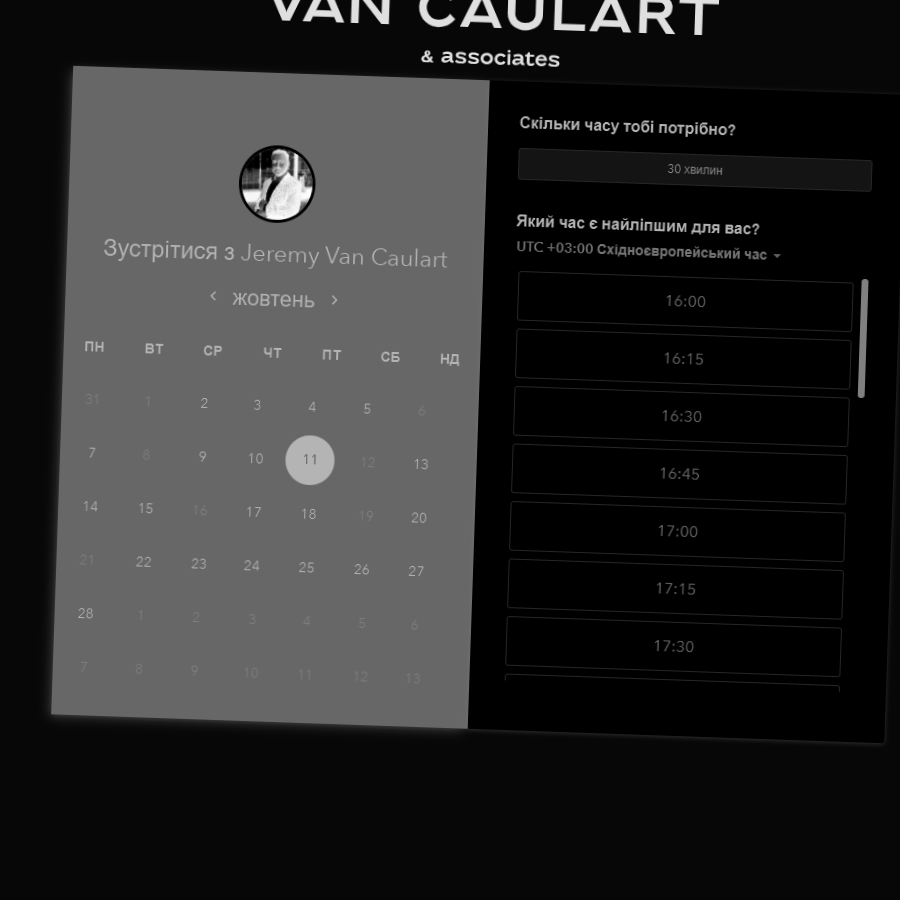 VAN CAULART
& associates
Зустрітися з Jeremy Van Caulart
‹ жовтень ›
ПН ВТ СР ЧТ ПТ СБ НД
31 1 2 3 4 5 6
7 8 9 10 11 12 13
14 15 16 17 18 19 20
21 22 23 24 25 26 27
28 1 2 3 4 5 6
7 8 9 10 11 12 13
Скільки часу тобі потрібно?
30 хвилин
Який час є найліпшим для вас?
UTC +03:00 Східноєвропейський час
16:00
16:15
16:30
16:45
17:00
17:15
17:30